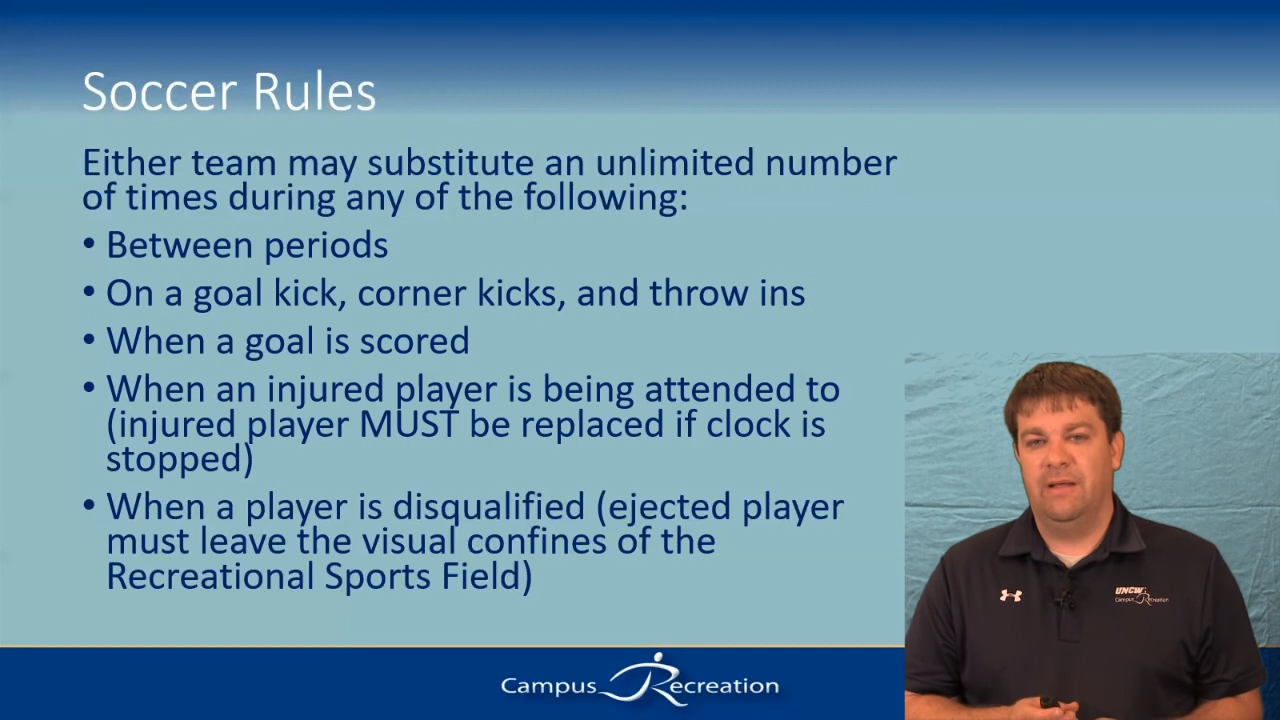 Soccer Rules
Either team may substitute an unlimited number
of times during any of the following:
• Between periods
• On a goal kick, corner kicks, and throw ins
• When a goal is scored
• When an injured player is being attended to
(injured player MUST be replaced if clock is
stopped)
• When a player is disqualified (ejected player
must leave the visual confines of the
Recreational Sports Field)
UNCW
Campus Recreation
Campus Recreation